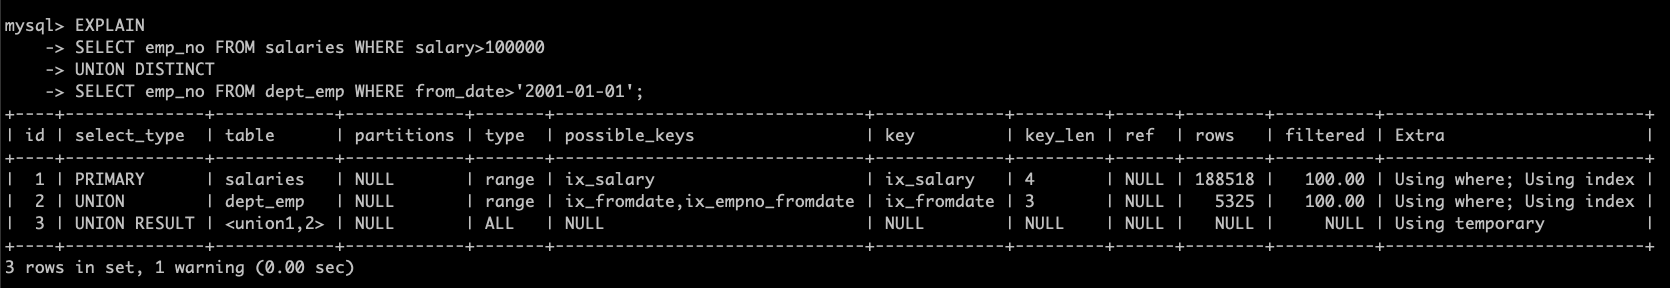 mysql> EXPLAIN
    -> SELECT emp_no FROM salaries WHERE salary>100000
    -> UNION DISTINCT
    -> SELECT emp_no FROM dept_emp WHERE from_date>'2001-01-01';
+----+--------------+------------+------------+-------+-----------------------------+-------------+---------+------+--------+----------+--------------------------+
| id | select_type  | table      | partitions | type  | possible_keys               | key         | key_len | ref  | rows   | filtered | Extra                    |
+----+--------------+------------+------------+-------+-----------------------------+-------------+---------+------+--------+----------+--------------------------+
|  1 | PRIMARY      | salaries   | NULL       | range | ix_salary                   | ix_salary   | 4       | NULL | 188518 |   100.00 | Using where; Using index |
|  2 | UNION        | dept_emp   | NULL       | range | ix_fromdate,ix_empno_fromdate | ix_fromdate | 3       | NULL |   5325 |   100.00 | Using where; Using index |
|  3 | UNION RESULT | <union1,2> | NULL       | ALL   | NULL                        | NULL        | NULL    | NULL |   NULL |     NULL | Using temporary          |
+----+--------------+------------+------------+-------+-----------------------------+-------------+---------+------+--------+----------+--------------------------+
3 rows in set, 1 warning (0.00 sec)